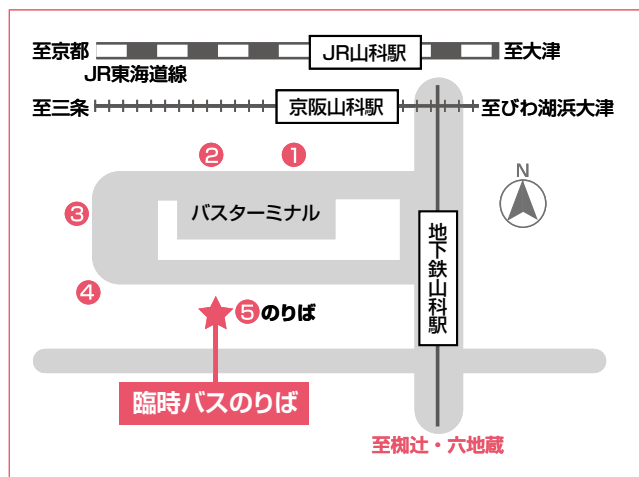 至京都
JR山科駅
至大津
JR東海道線
至三条
京阪山科駅
至びわ湖浜大津
②
①
N
③
バスターミナル
地下鉄山科駅
④
⑤のりば
臨時バスのりば
至椥辻・六地蔵